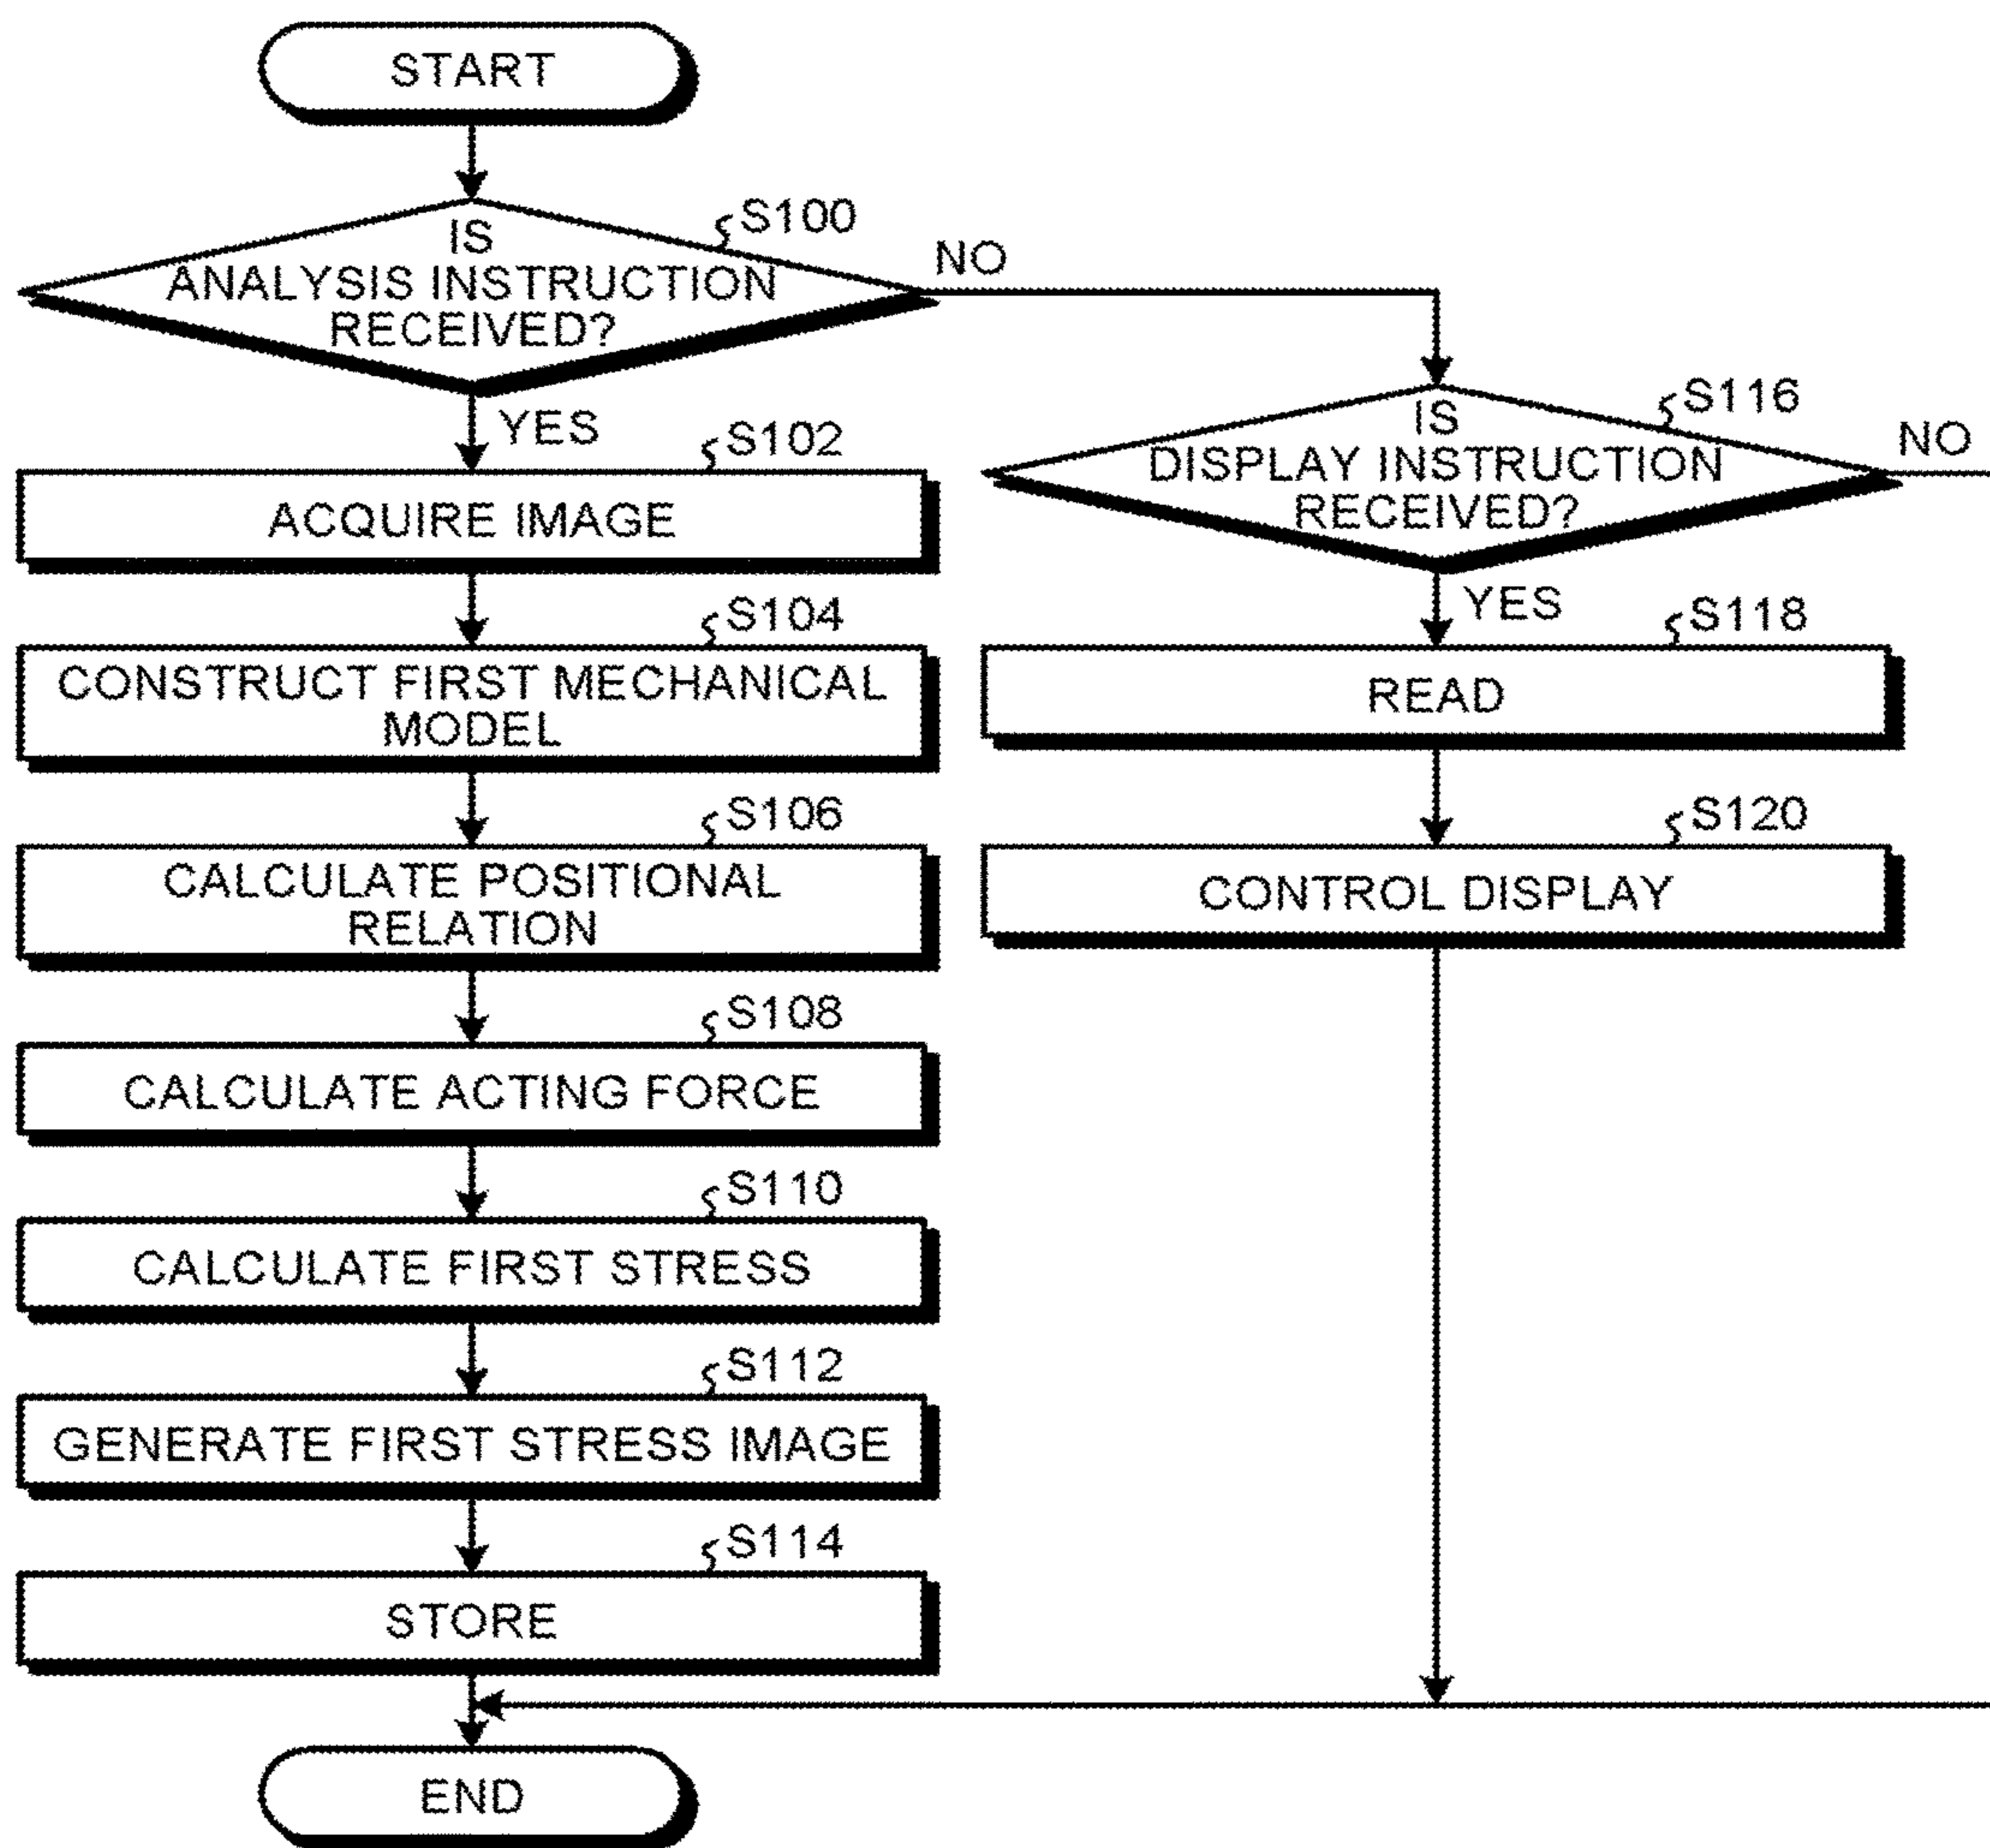 START
S100
IS
ANALYSIS INSTRUCTION
RECEIVED?
NO
YES
S102
ACQUIRE IMAGE
S104
CONSTRUCT FIRST MECHANICAL
MODEL
S106
CALCULATE POSITIONAL
RELATION
S108
CALCULATE ACTING FORCE
S110
CALCULATE FIRST STRESS
S112
GENERATE FIRST STRESS IMAGE
S114
STORE
END
S116
IS
DISPLAY INSTRUCTION
RECEIVED?
NO
YES
S118
READ
S120
CONTROL DISPLAY